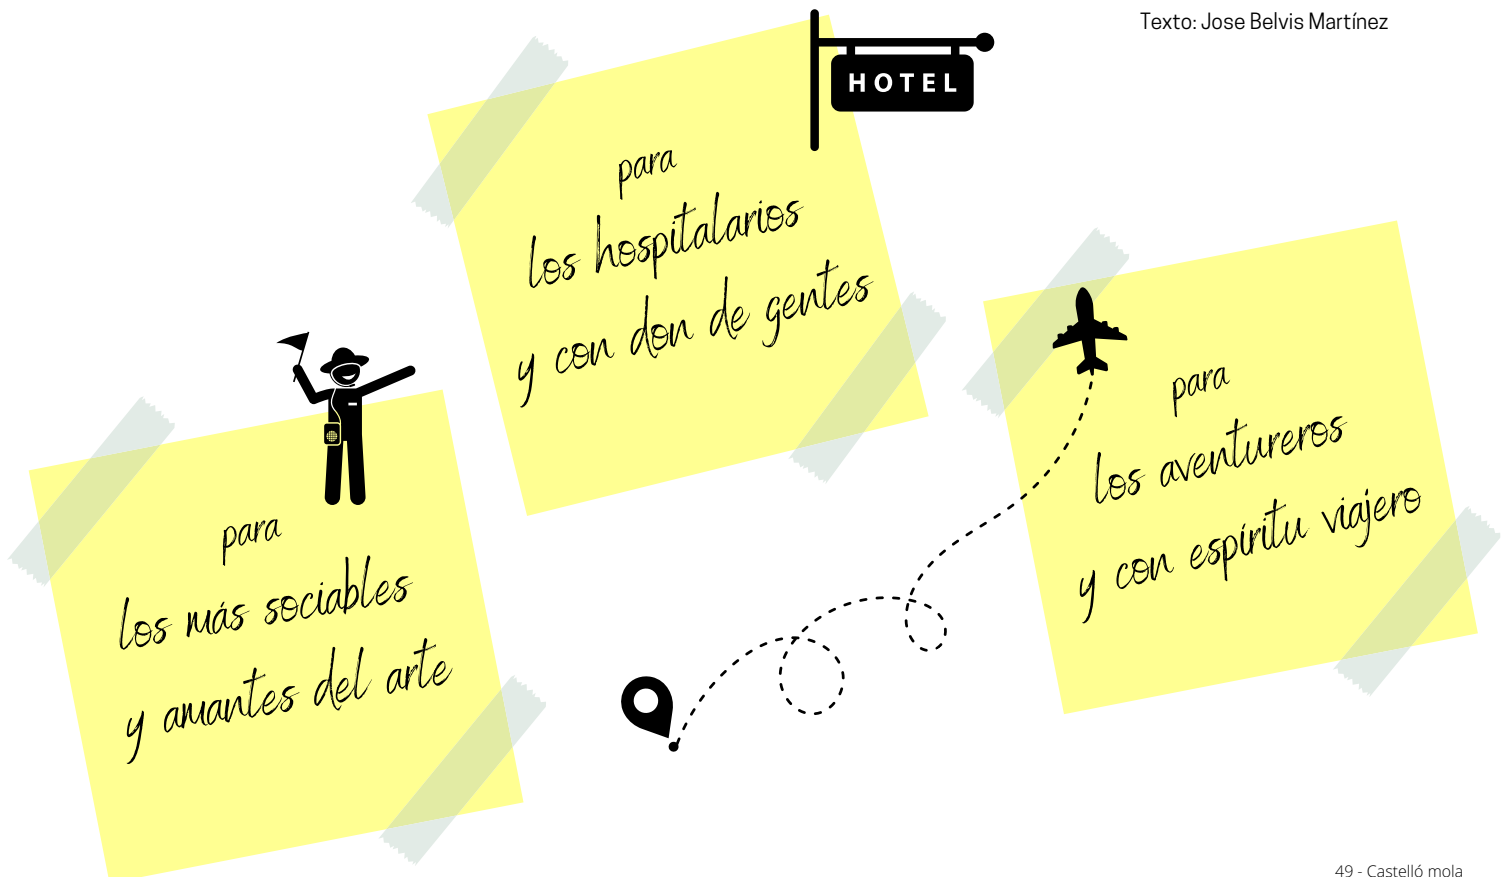 Texto: Jose Belvis Martínez
HOTEL
para
los hospitalarios
y con don de gentes
para
los aventureros
y con espíritu viajero
para
los más sociables
y amantes del arte
49 - Castelló mola